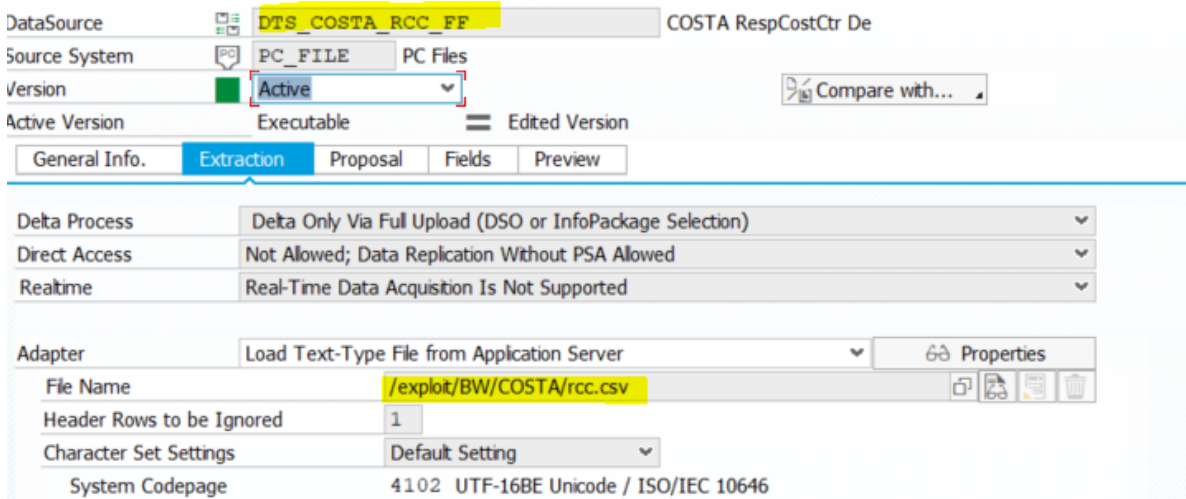 DataSource DTS_COSTA_RCC_FF COSTA RespCostCtr De
Source System PC_FILE PC Files
Version Active Compare with...
Active Version Executable = Edited Version
General Info. Extraction Proposal Fields Preview
Delta Process Delta Only Via Full Upload (DSO or InfoPackage Selection)
Direct Access Not Allowed; Data Replication Without PSA Allowed
Realtime Real-Time Data Acquisition Is Not Supported
Adapter Load Text-Type File from Application Server Properties
File Name /exploit/BW/COSTA/rcc.csv
Header Rows to be Ignored 1
Character Set Settings Default Setting
System Codepage 4102 UTF-16BE Unicode / ISO/IEC 10646